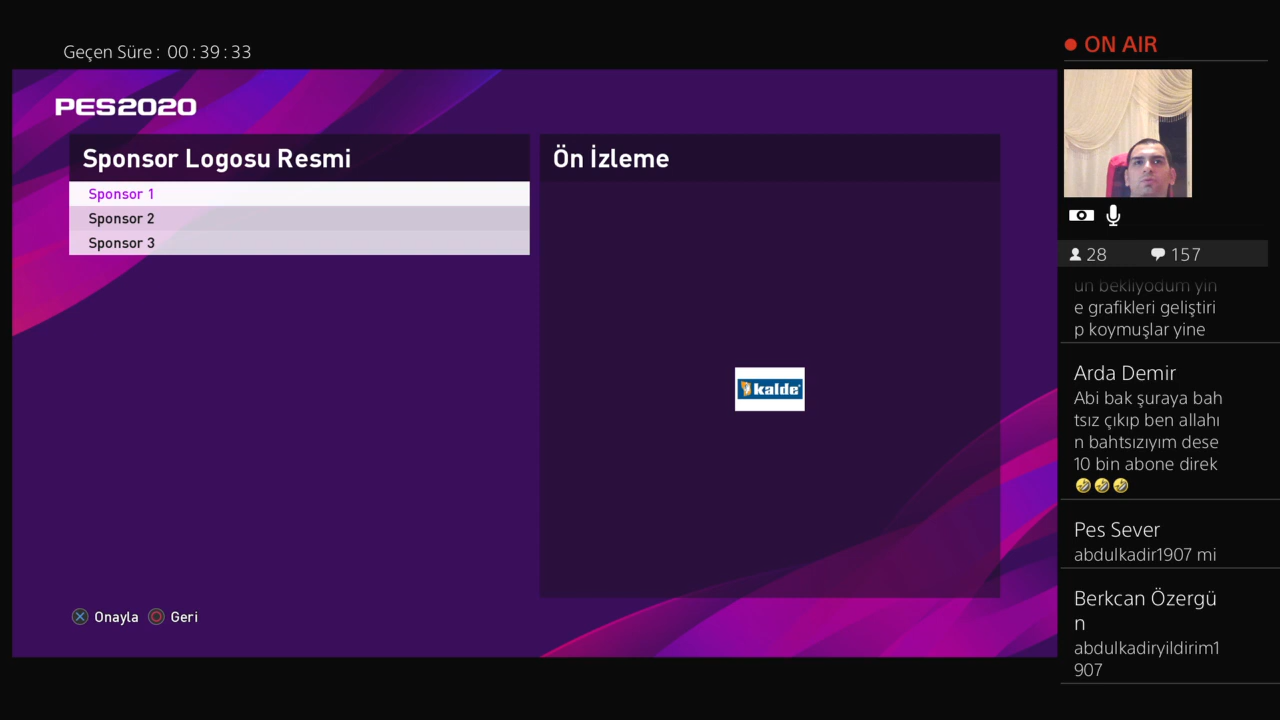 Geçen Süre : 00:39:33
ON AIR
PES2020
Sponsor Logosu Resmi
Sponsor 1
Sponsor 2
Sponsor 3
Ön İzleme
kalde
Onayla
Geri
28
157
un bekliyodum yin
e grafikleri geliştiri
p koymuşlar yine
Arda Demir
Abi bak şuraya bah
tsız çıkıp ben allahı
n bahtsızıyım dese
10 bin abone direk
🤣🤣🤣
Pes Sever
abdulkadir1907 mi
Berkcan Özergü
n
abdulkadiryildirim1
907